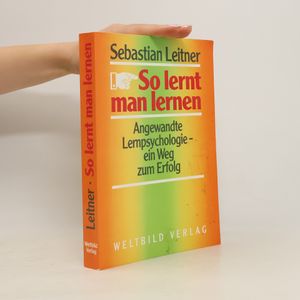 Sebastian Leitner
So lernt
man lernen
Angewandte
Lernpsychologie –
ein Weg
zum Erfolg
WELTBILD VERLAG
Leitner · So lernt man lernen
Weltbild
Verlag